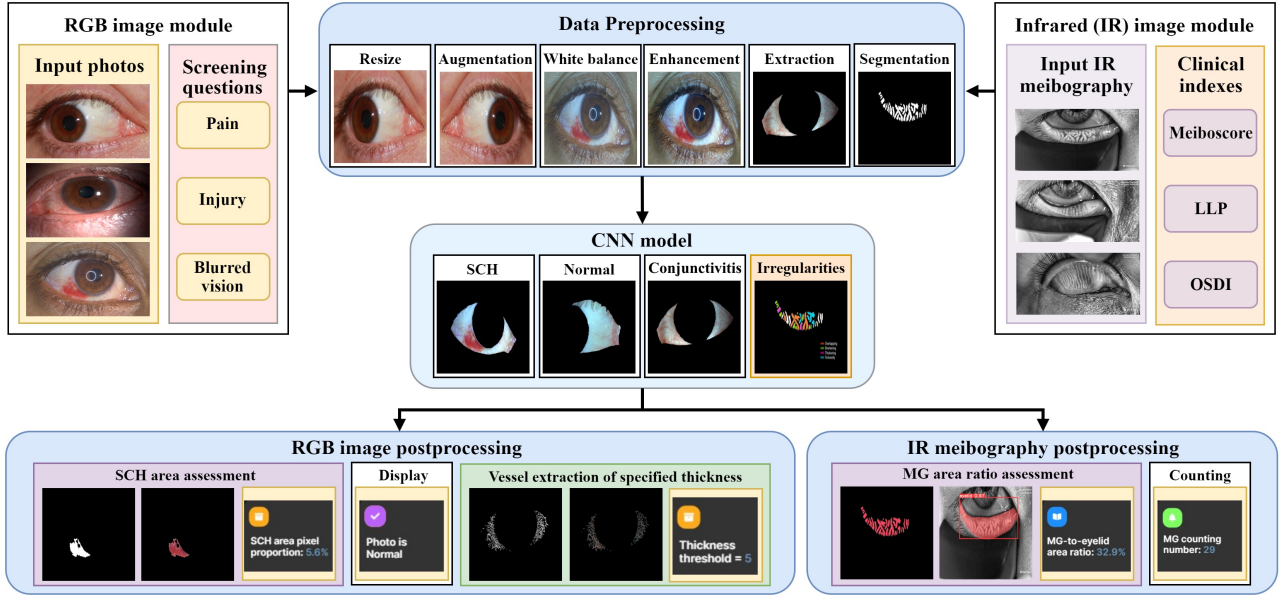 RGB image module
Input photos
Screening
questions
Pain
Injury
Blurred
vision
Data Preprocessing
Resize
Augmentation
White balance
Enhancement
Extraction
Segmentation
Infrared (IR) image module
Input IR
meibography
Clinical
indexes
Meiboscore
LLP
OSDI
CNN model
SCH
Normal
Conjunctivitis
Irregularities
RGB image postprocessing
SCH area assessment
SCH area pixel
proportion: 5.6%
Display
Photo is
Normal
Vessel extraction of specified thickness
Thickness
threshold = 5
IR meibography postprocessing
MG area ratio assessment
MG-to-eyelid
area ratio: 32.9%
Counting
MG counting
number: 29